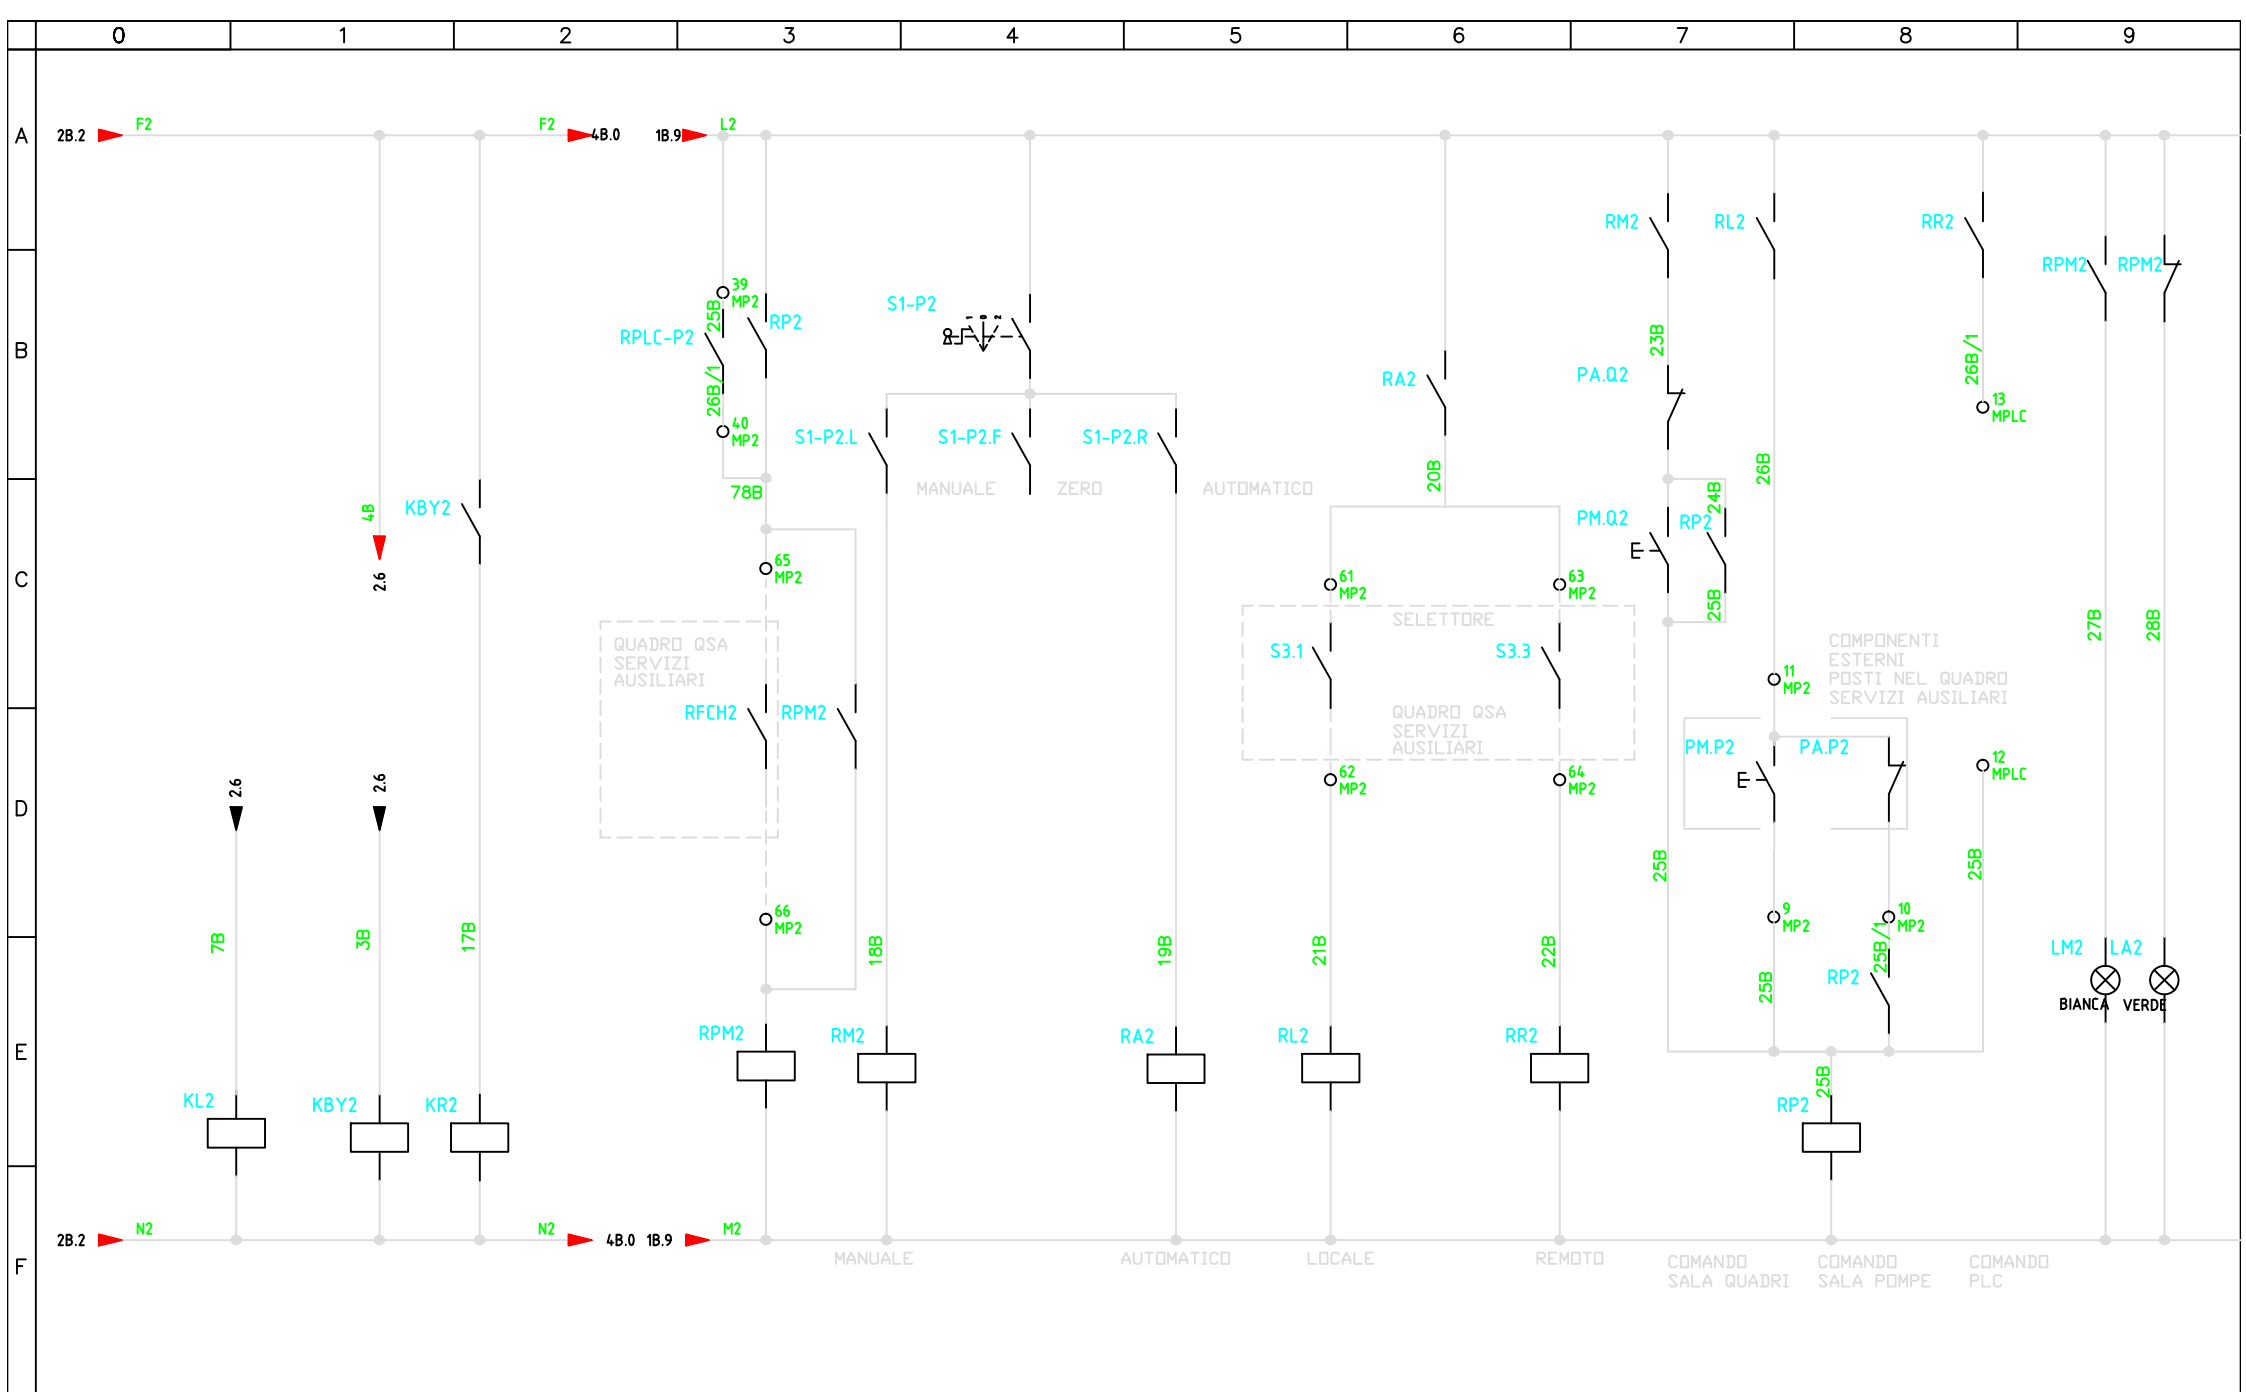 0 1 2 3 4 5 6 7 8 9
A
B
C
D
E
F
2B.2
F2
F2
4B.0
1B.9
L2
RM2
RL2
RR2
RPM2
RPM2
39
MP2
25B
S1-P2
1 0 2
RP2
RPLC-P2
23B
26B/1
PA.Q2
RA2
26B/1
13
MPLC
40
MP2
S1-P2.L
S1-P2.F
S1-P2.R
20B
26B
78B
MANUALE
ZERO
AUTOMATICO
24B
4B
KBY2
PM.Q2
RP2
2.6
65
MP2
61
MP2
63
MP2
25B
SELETTORE
27B
28B
QUADRO QSA
SERVIZI
AUSILIARI
S3.1
S3.3
COMPONENTI
ESTERNI
POSTI NEL QUADRO
SERVIZI AUSILIARI
11
MP2
RFCH2
RPM2
QUADRO QSA
SERVIZI
AUSILIARI
PM.P2
PA.P2
2.6
2.6
62
MP2
64
MP2
12
MPLC
25B
25B
66
MP2
9
MP2
10
MP2
7B
3B
17B
18B
19B
21B
22B
25B
25B/1
RP2
LM2
LA2
BIANCA
VERDE
RPM2
RM2
RA2
RL2
RR2
25B
KL2
KBY2
KR2
RP2
2B.2
N2
N2
4B.0
1B.9
M2
MANUALE
AUTOMATICO
LOCALE
REMOTO
COMANDO
SALA QUADRI
COMANDO
SALA POMPE
COMANDO
PLC